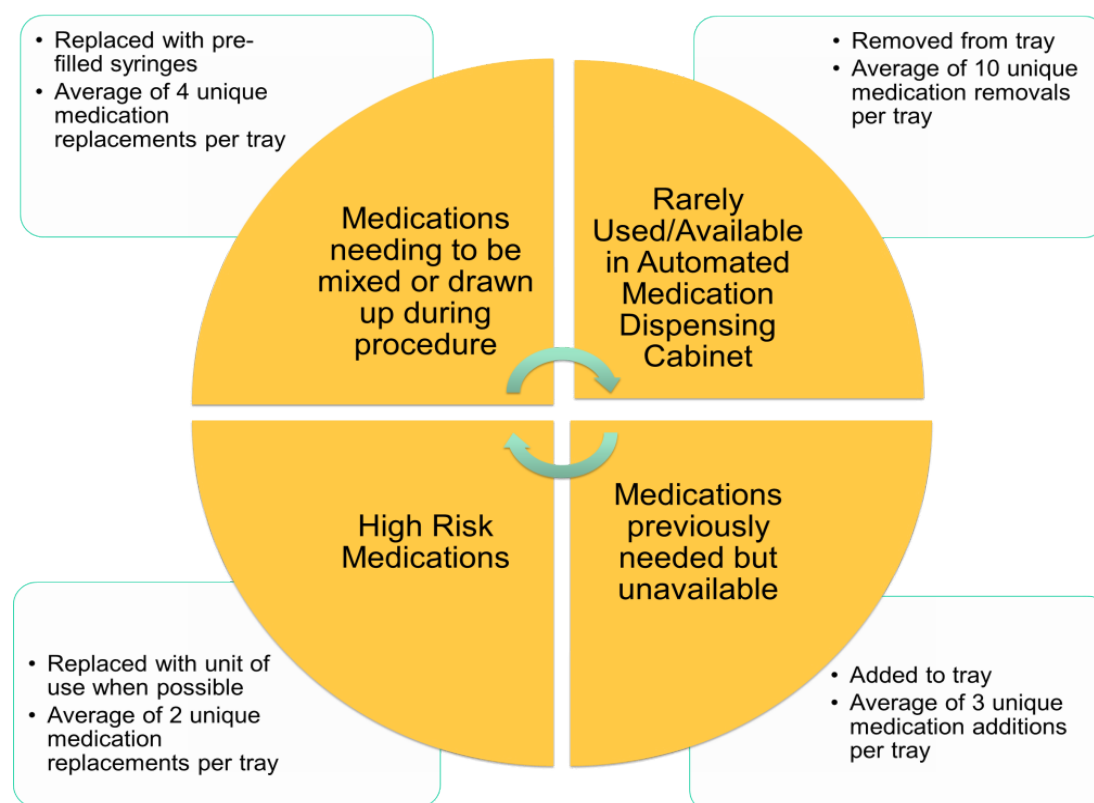 • Replaced with pre-
filled syringes
• Average of 4 unique
medication
replacements per tray
• Removed from tray
• Average of 10 unique
medication removals
per tray
Medications
needing to be
mixed or drawn
up during
procedure
Rarely
Used/Available
in Automated
Medication
Dispensing
Cabinet
High Risk
Medications
Medications
previously
needed but
unavailable
• Replaced with unit of
use when possible
• Average of 2 unique
medication
replacements per tray
• Added to tray
• Average of 3 unique
medication additions
per tray